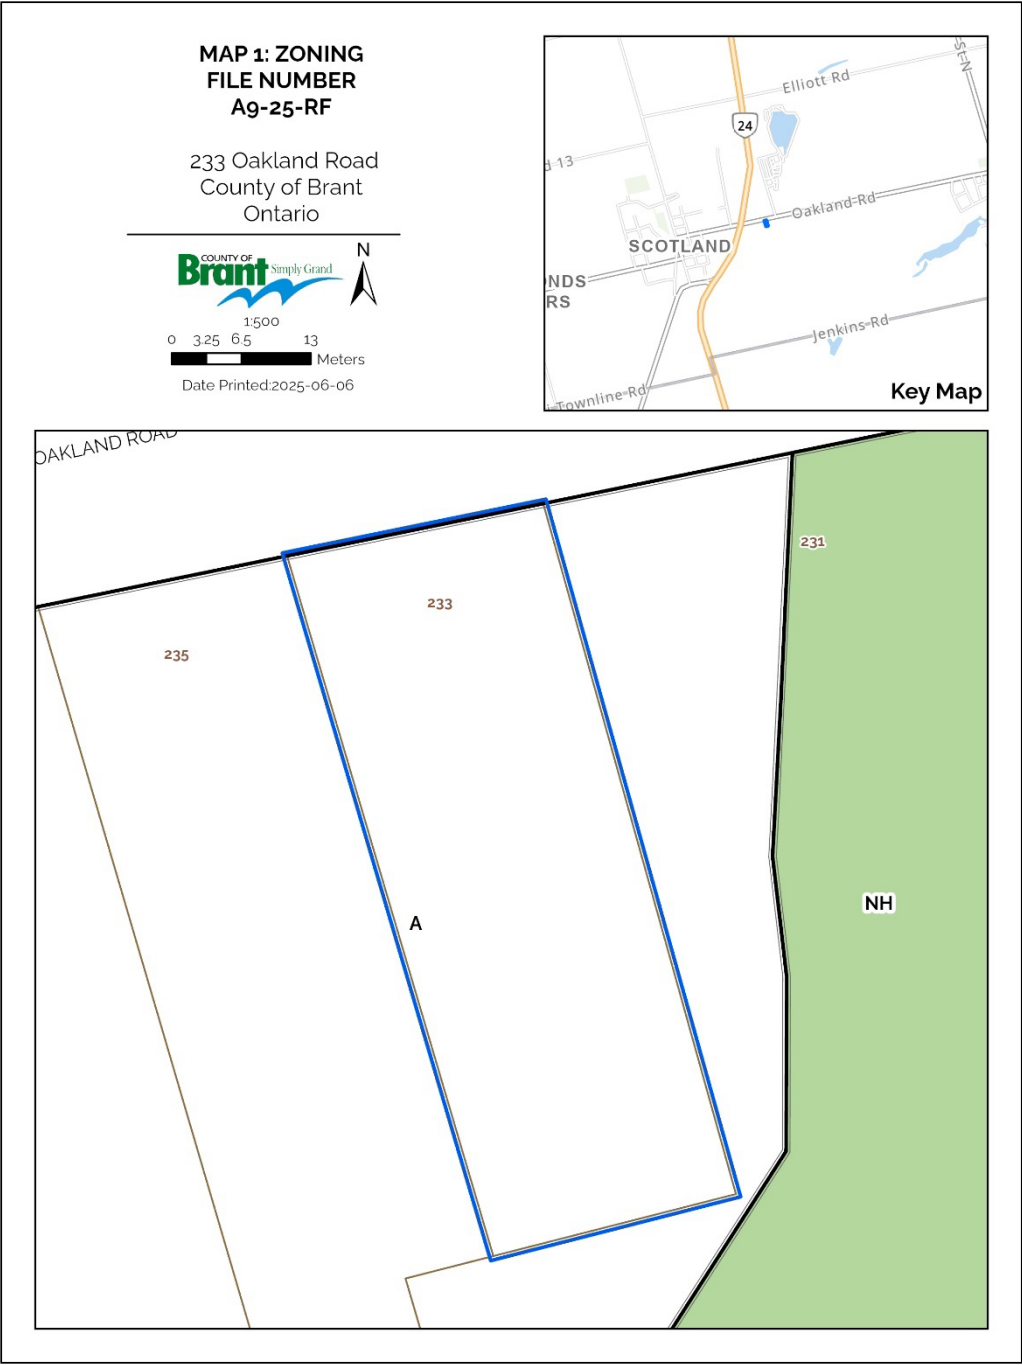 MAP 1: ZONING
FILE NUMBER
A9-25-RF
233 Oakland Road
County of Brant
Ontario
COUNTY OF
Brant Simply Grand
N
1:500
0 3.25 6.5 13
Meters
Date Printed:2025-06-06
St-N
Elliott Rd
24
d 13
Oakland Rd
SCOTLAND
NDS
RS
Jenkins Rd
Townline Rd
Key Map
OAKLAND ROAD
231
233
235
NH
A